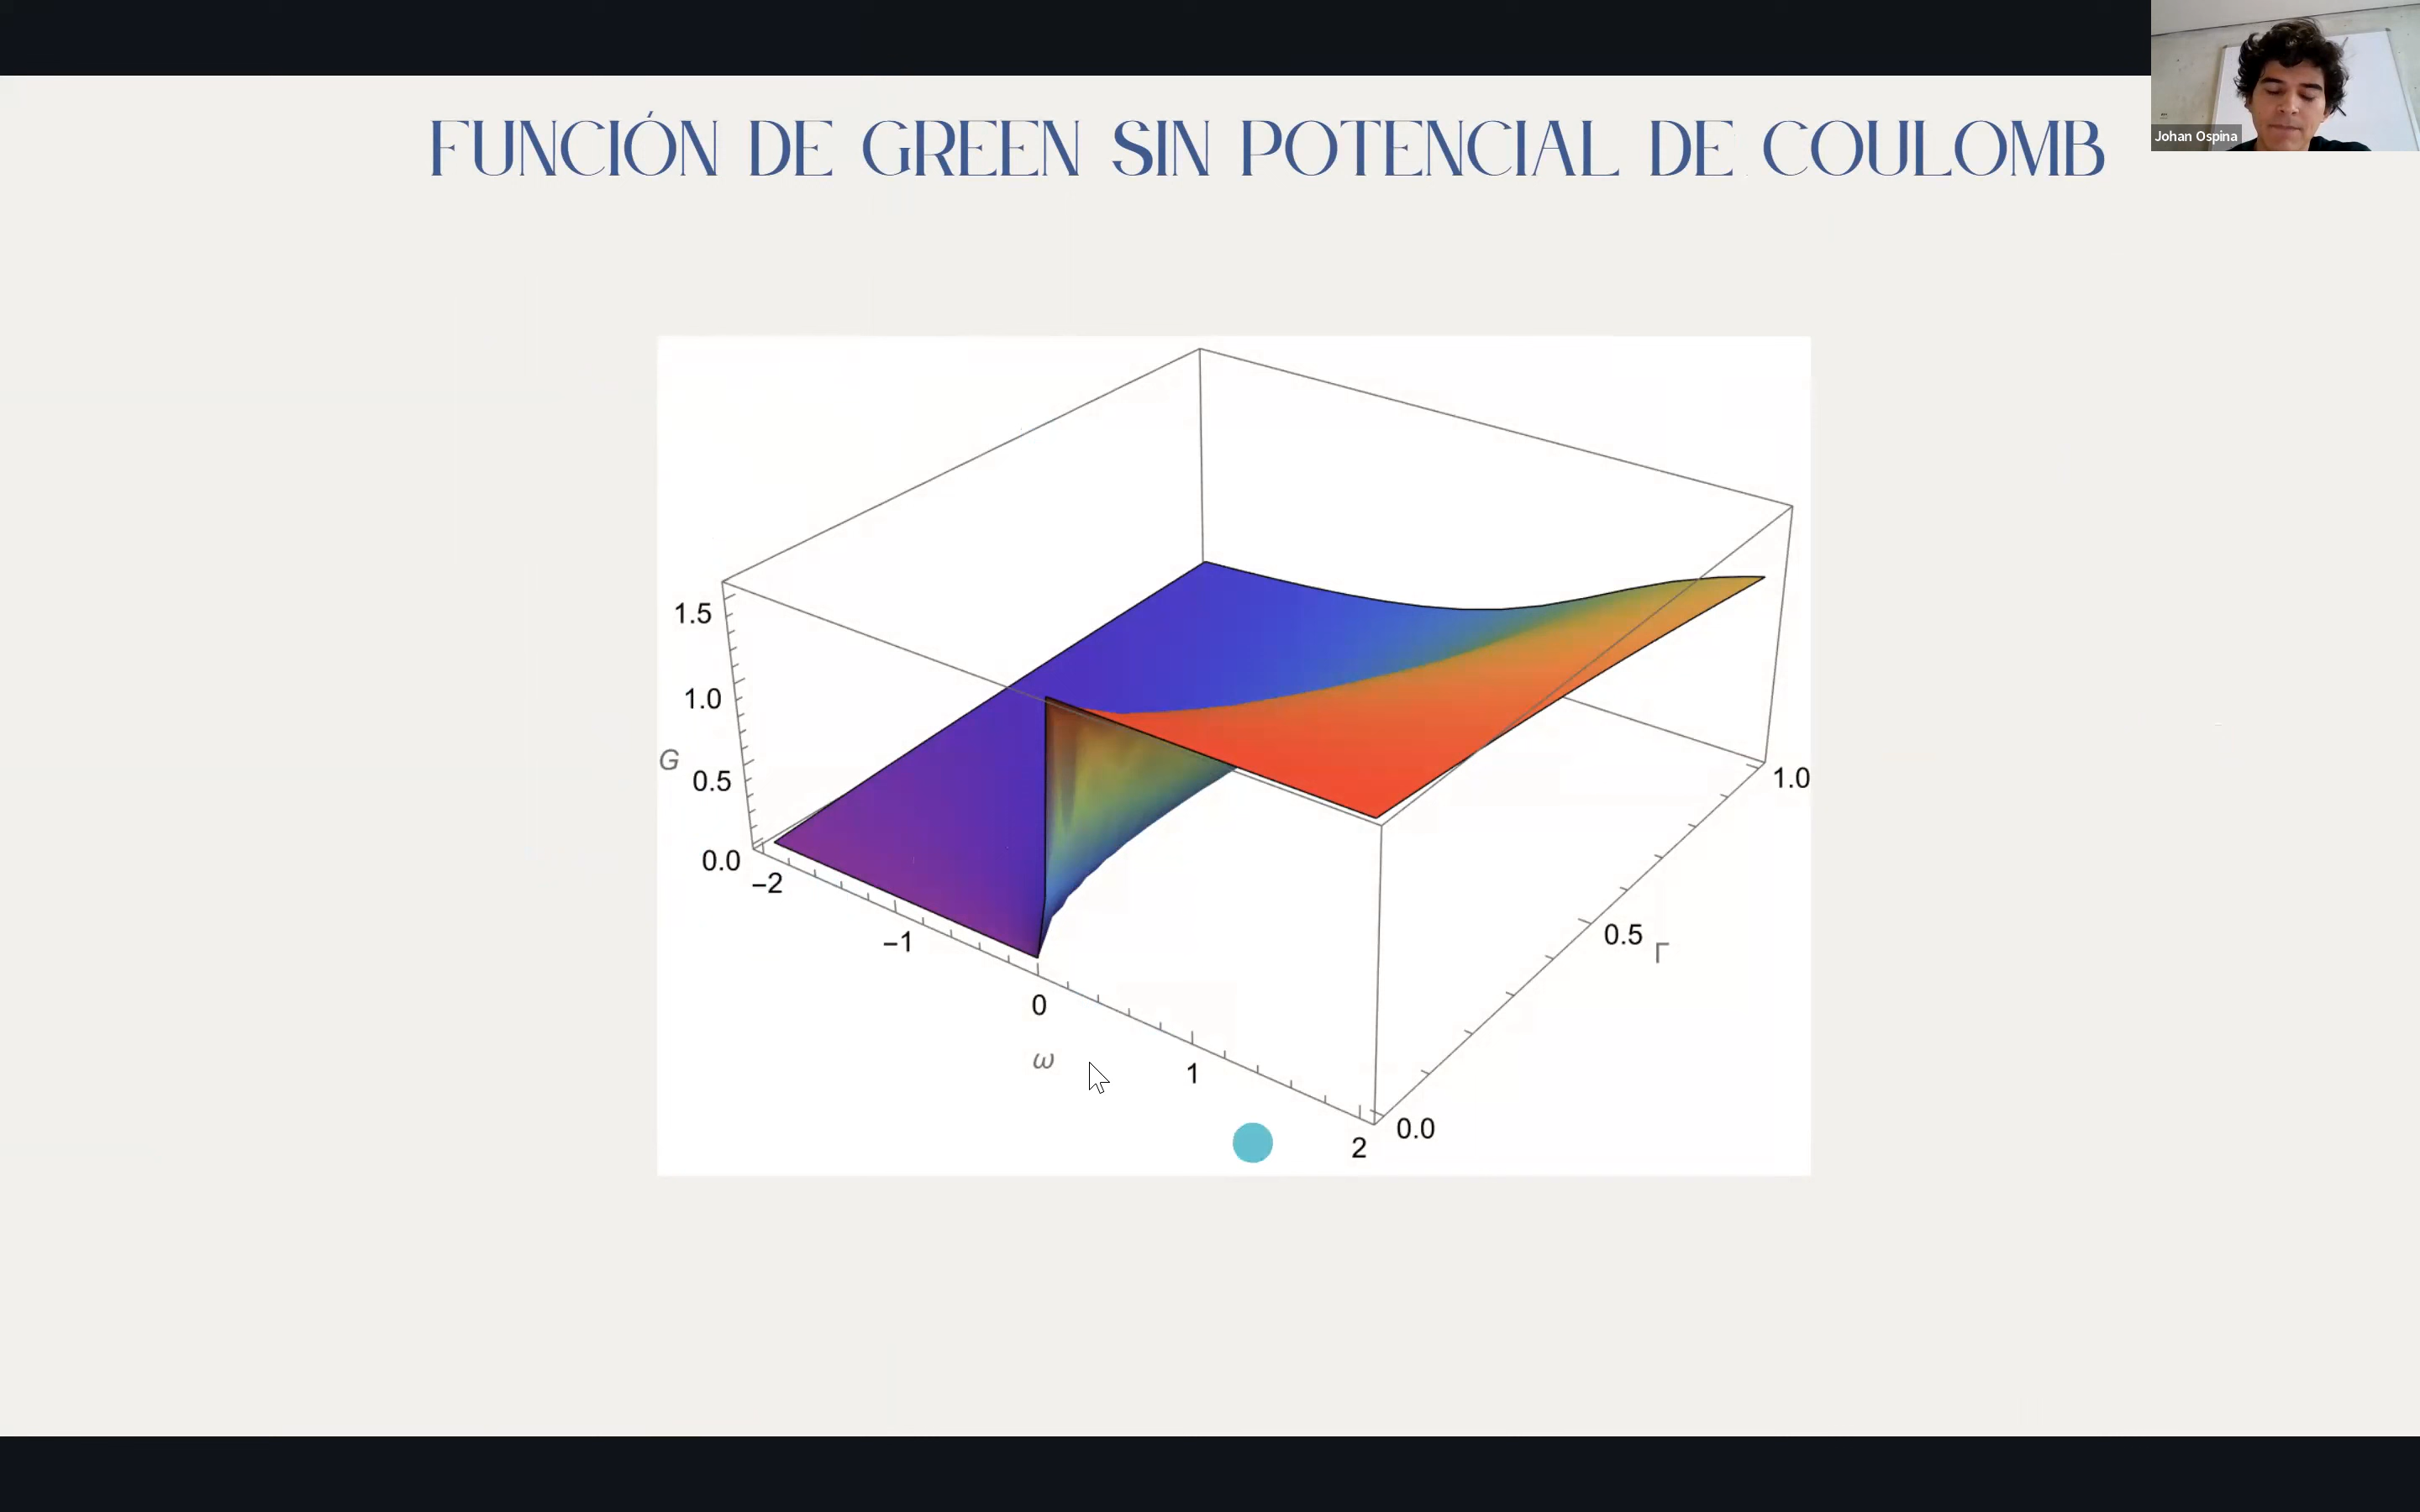 Johan Ospina
FUNCIÓN DE GREEN SIN POTENCIAL DE COULOMB
1.5
1.0
G
0.5
0.0
−2
−1
0
ω
1
2
0.0
0.5
Γ
1.0